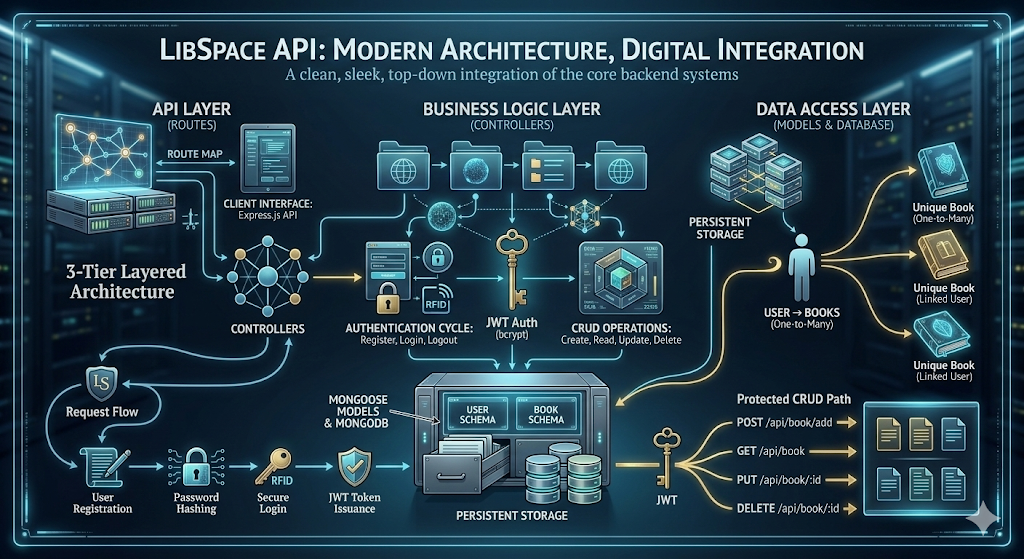 LIBSPACE API: MODERN ARCHITECTURE, DIGITAL INTEGRATION
A clean, sleek, top-down integration of the core backend systems
API LAYER
(ROUTES)
BUSINESS LOGIC LAYER
(CONTROLLERS)
DATA ACCESS LAYER
(MODELS & DATABASE)
ROUTE MAP
CLIENT INTERFACE:
Express.js API
3-Tier Layered
Architecture
CONTROLLERS
RFID
AUTHENTICATION CYCLE:
Register, Login, Logout
JWT Auth
(bcrypt)
CRUD OPERATIONS:
Create, Read, Update, Delete
PERSISTENT
STORAGE
USER → BOOKS
(One-to-Many)
Unique Book
(One-to-Many)
Unique Book
(Linked User)
Unique Book
(Linked User)
LS
Request Flow
User
Registration
Password
Hashing
RFID
Secure
Login
JWT Token
Issuance
MONGOOSE
MODELS
& MONGODB
USER
SCHEMA
BOOK
SCHEMA
PERSISTENT STORAGE
JWT
Protected CRUD Path
POST /api/book/add
GET /api/book
PUT /api/book/:id
DELETE /api/book/:id